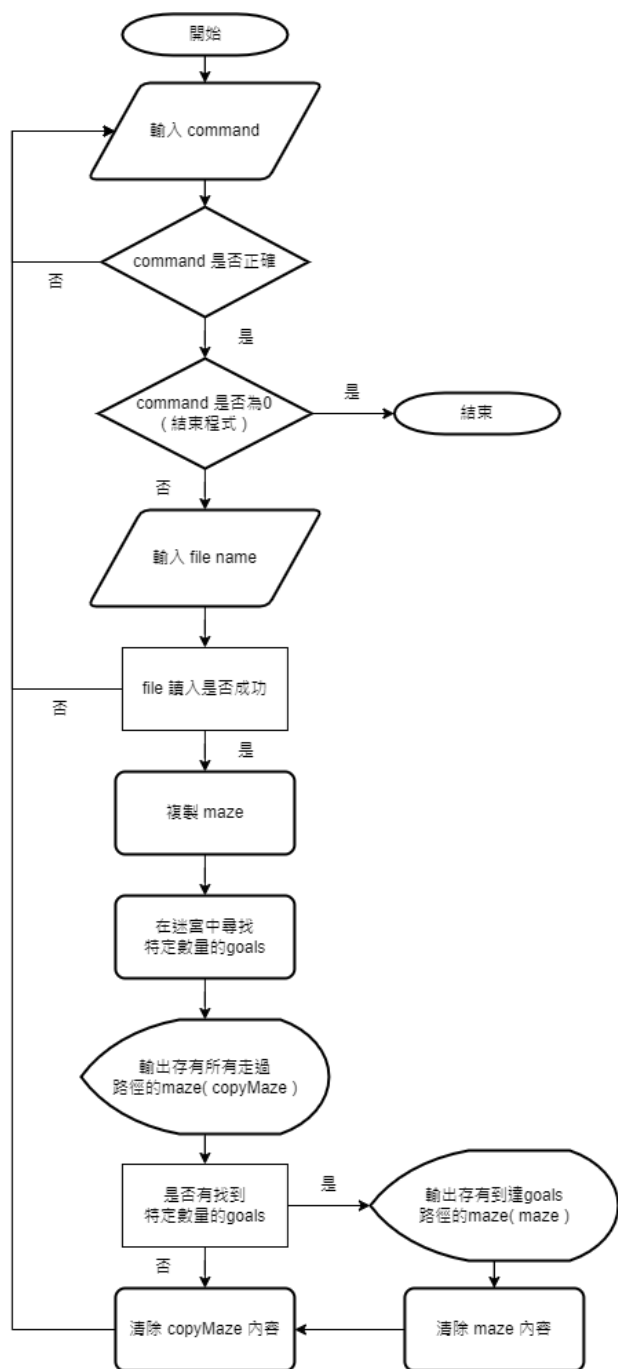 開始
輸入 command
command 是否正確
否
是
command 是否為0
( 結束程式 )
是
結束
否
輸入 file name
file 讀入是否成功
否
是
複製 maze
在迷宮中尋找
特定數量的goals
輸出存有所有走過
路徑的maze( copyMaze )
是否有找到
特定數量的goals
是
輸出存有到達goals
路徑的maze( maze )
否
清除 copyMaze 內容
清除 maze 內容